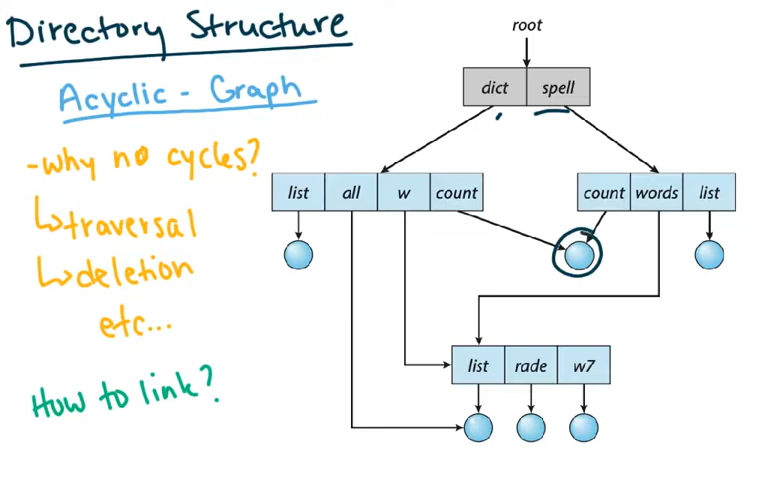 Directory Structure
Acyclic - Graph
-why no cycles?
↳traversal
↳deletion
etc...
How to link?
root
dict spell
list all w count
count words list
list rade w7